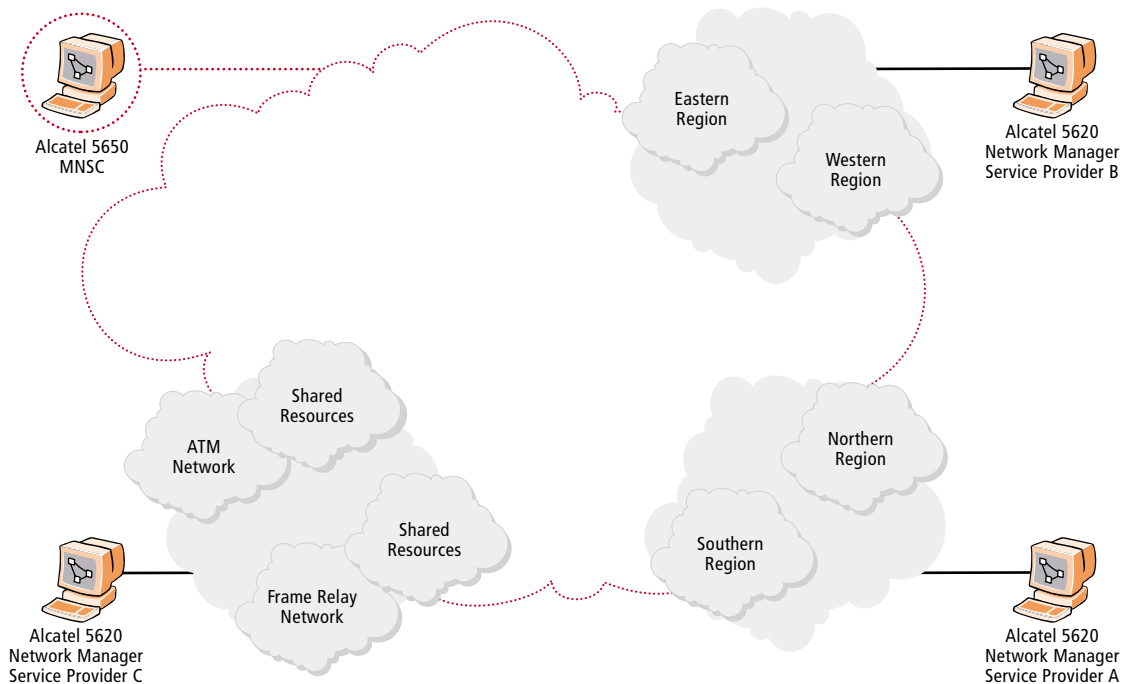 Alcatel 5650
MNSC
Eastern
Region
Western
Region
Alcatel 5620
Network Manager
Service Provider B
Shared
Resources
ATM
Network
Shared
Resources
Frame Relay
Network
Northern
Region
Southern
Region
Alcatel 5620
Network Manager
Service Provider C
Alcatel 5620
Network Manager
Service Provider A